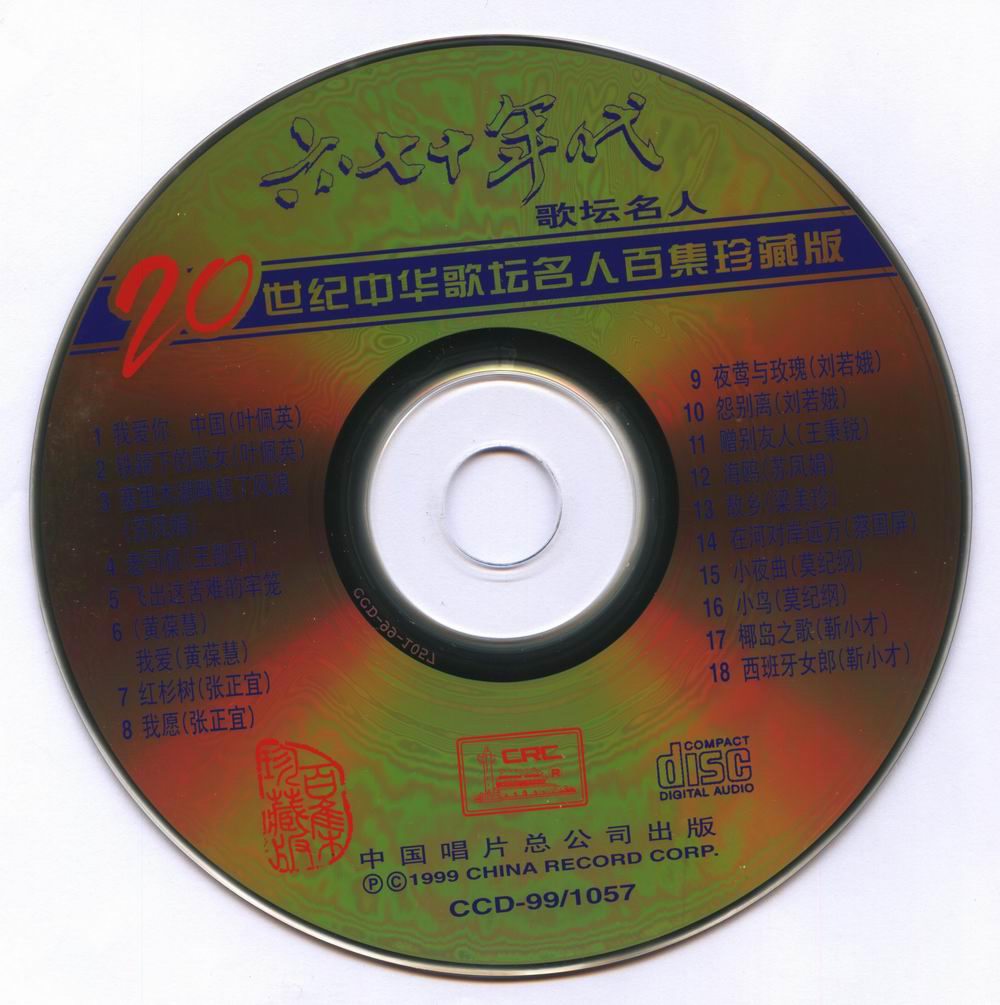 六七十年代
歌坛名人
20世纪中华歌坛名人百集珍藏版
1 我爱你 中国(叶佩英)
2 铁蹄下的歌女(叶佩英)
3 塞里木湖畔起了风浪
(苏凤娟)
4 老司机(王凯平)
5 飞出这苦难的牢笼
6 (黄葆慧)
我爱(黄葆慧)
7 红杉树(张正宜)
8 我愿(张正宜)
9 夜莺与玫瑰(刘若娥)
10 怨别离(刘若娥)
11 赠别友人(王秉锐)
12 海鸥(苏凤娟)
13 故乡(梁美珍)
14 在河对岸远方(蔡国屏)
15 小夜曲(莫纪纲)
16 小鸟(莫纪纲)
17 椰岛之歌(靳小才)
18 西班牙女郎(靳小才)
CCD-99-1057
百集
珍藏版
CRC
R
COMPACT
disc
DIGITAL AUDIO
中国唱片总公司出版
ⓅⒸ1999 CHINA RECORD CORP.
CCD-99/1057